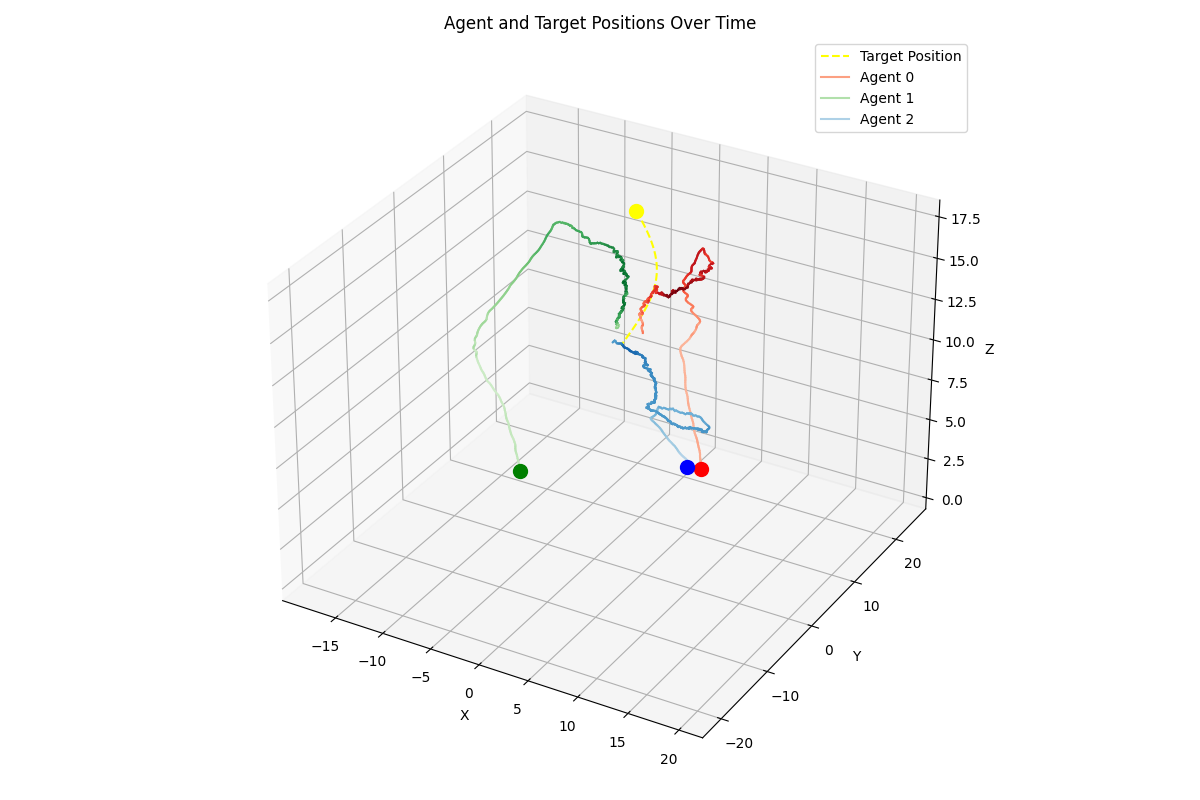 Agent and Target Positions Over Time
Target Position
Agent 0
Agent 1
Agent 2
17.5
15.0
12.5
10.0
7.5
5.0
2.5
0.0
Z
20
10
0
−10
−20
Y
−15
−10
−5
0
5
10
15
20
X